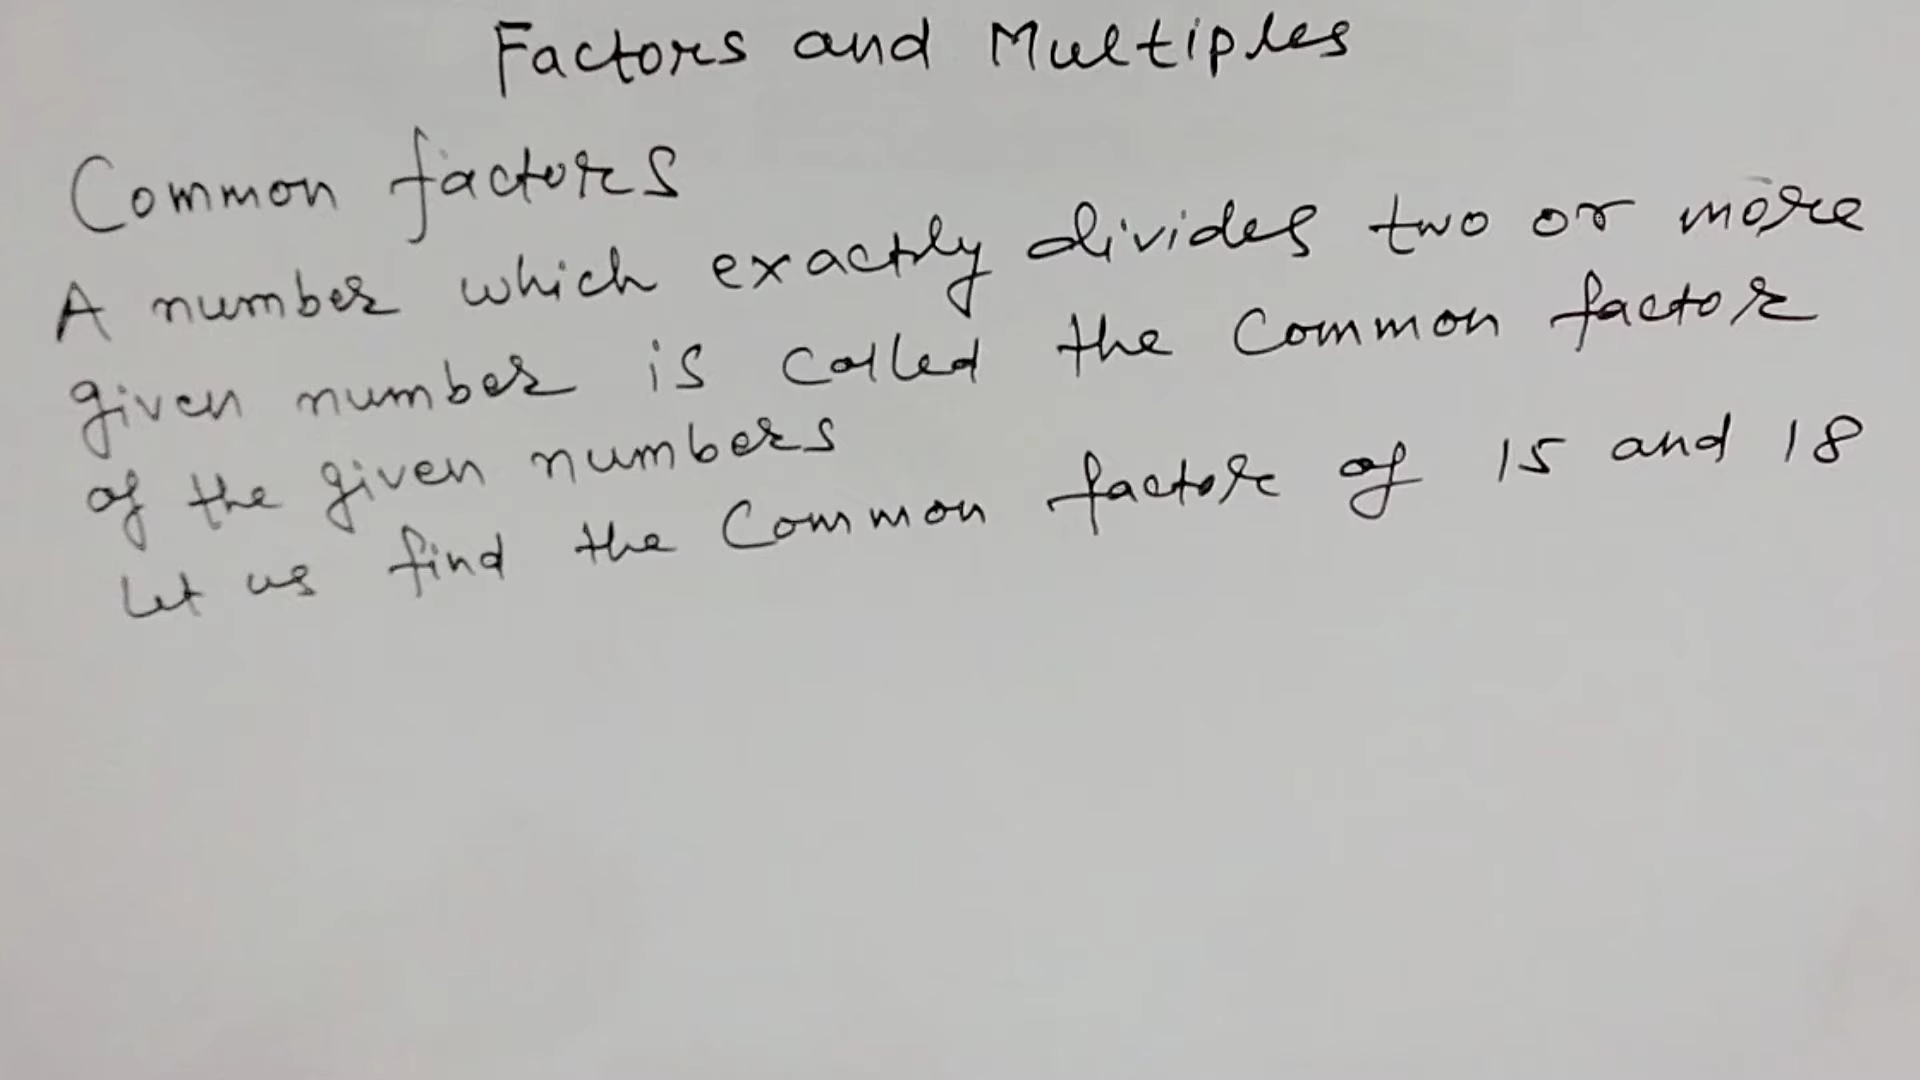 Factors and Multiples
Common factors
A number which exactly divides two or more
given number is called the Common factor
of the given numbers
Let us find the Common factor of 15 and 18